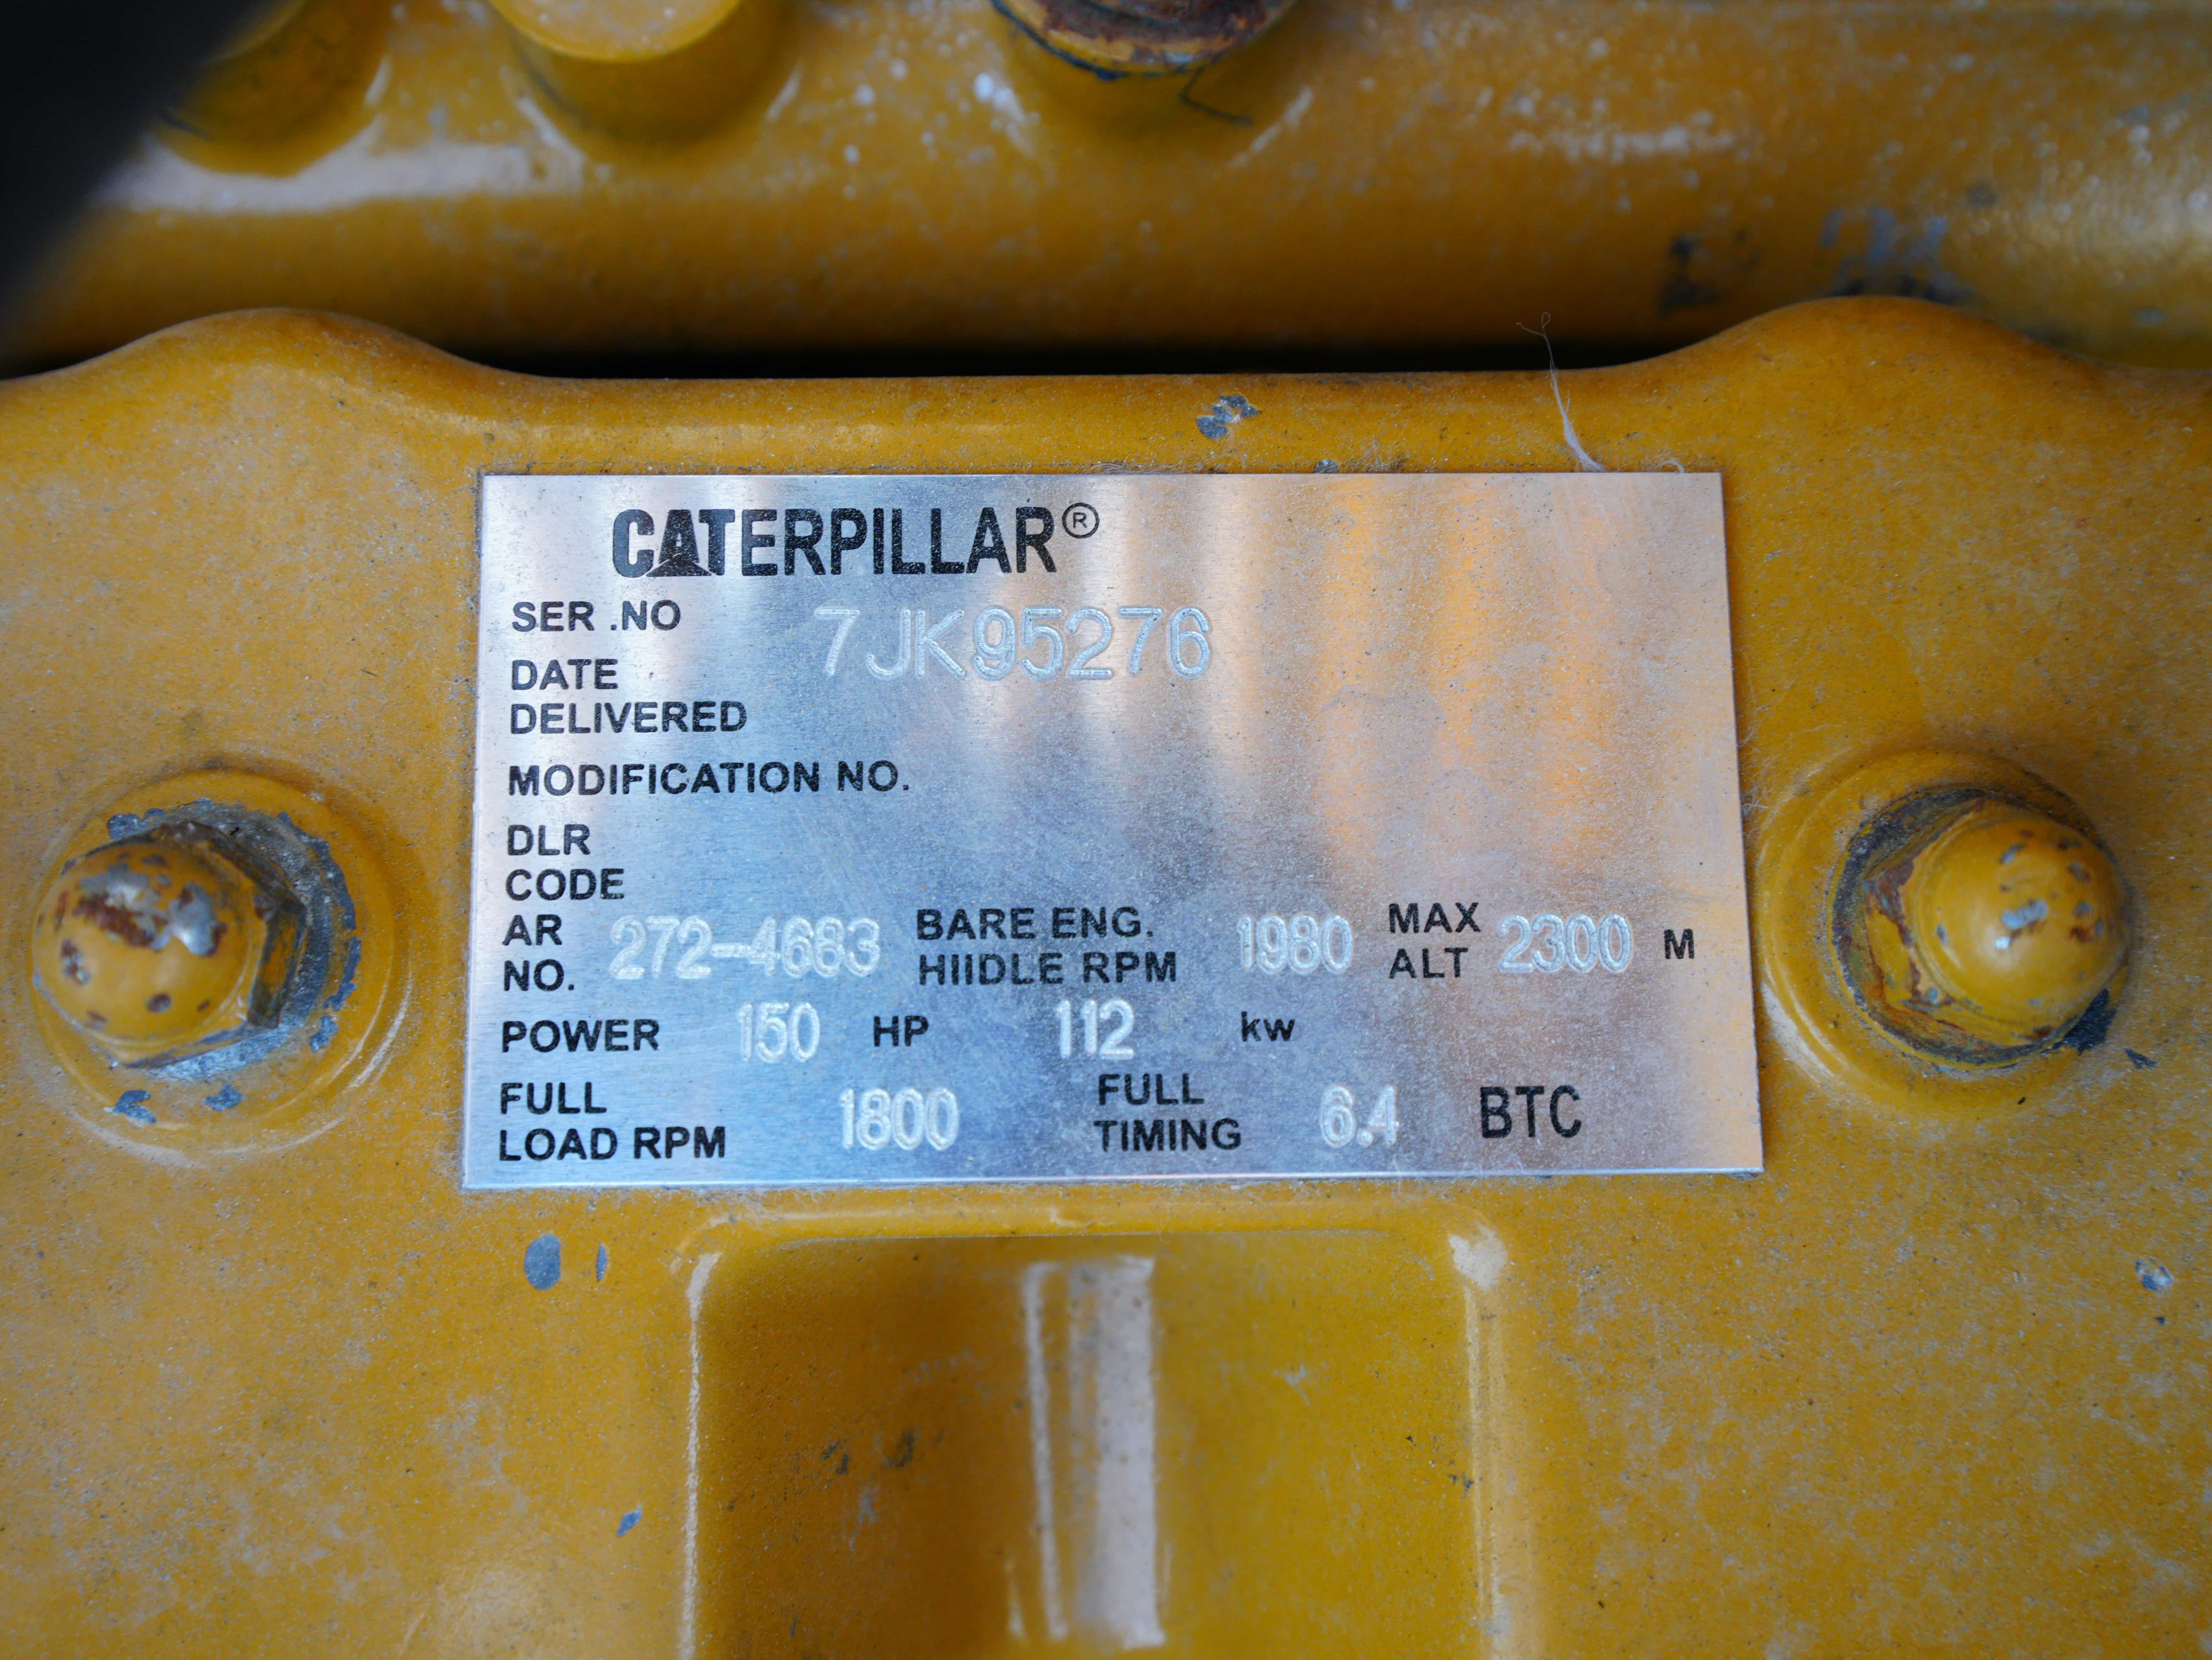 CATERPILLAR®
SER .NO 7JK95276
DATE
DELIVERED
MODIFICATION NO.
DLR
CODE
AR
NO. 272-4683 BARE ENG.
HIIDLE RPM 1980 MAX
ALT 2300 M
POWER 150 HP 112 kw
FULL
LOAD RPM 1800 FULL
TIMING 6.4 BTC